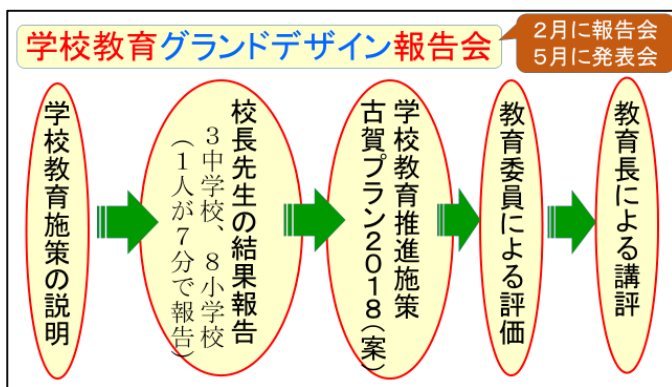 学校教育グランドデザイン報告会
２月に報告会
５月に発表会
学校教育施策の説明
校長先生の結果報告
３中学校、８小学校
（１人が７分で報告）
学校教育推進施策
古賀プラン２０１８（案）
教育委員による評価
教育長による講評